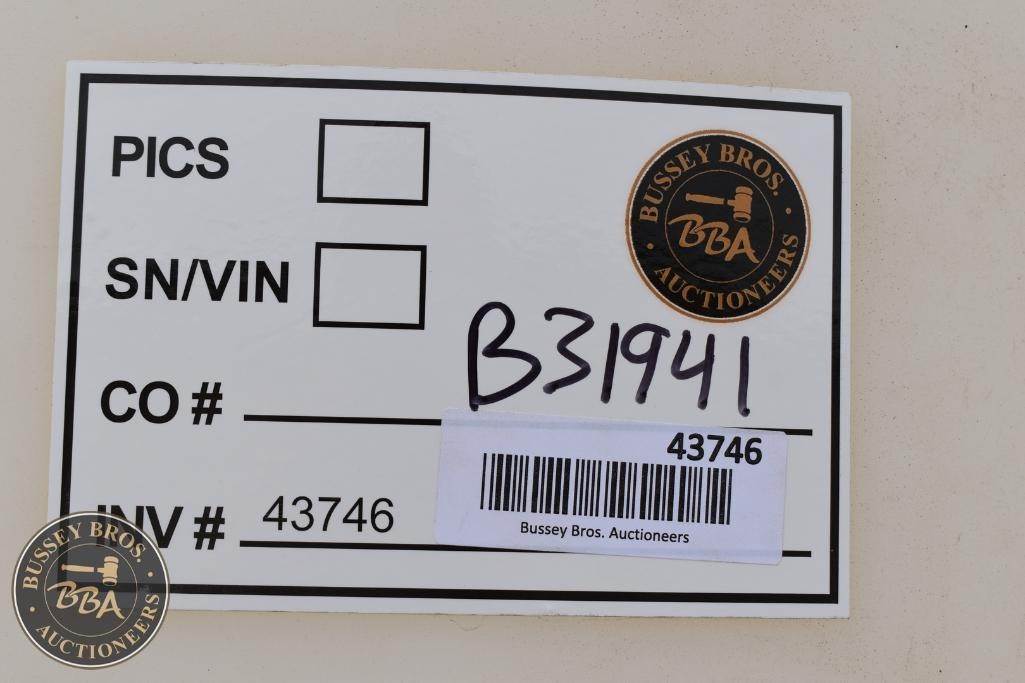 PICS
BUSSEY BROS.
BBA
AUCTIONEERS
SN/VIN
B31941
CO #
43746
Bussey Bros. Auctioneers
INV # 43746
BUSSEY BROS.
BBA
AUCTIONEERS